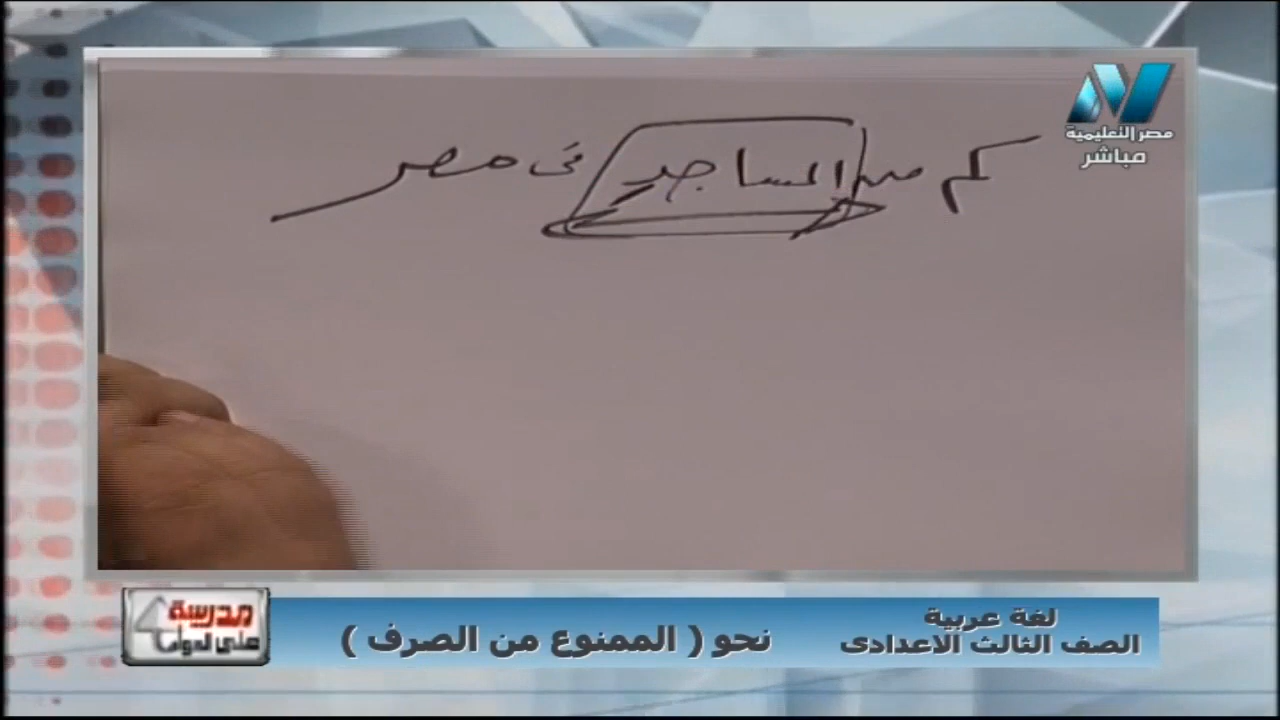 مصر التعليمية
مباشر
كم من المساجدِ فى مصر
لغة عربية
الصف الثالث الاعدادى
نحو ( الممنوع من الصرف )
مدرسة
على الهواء